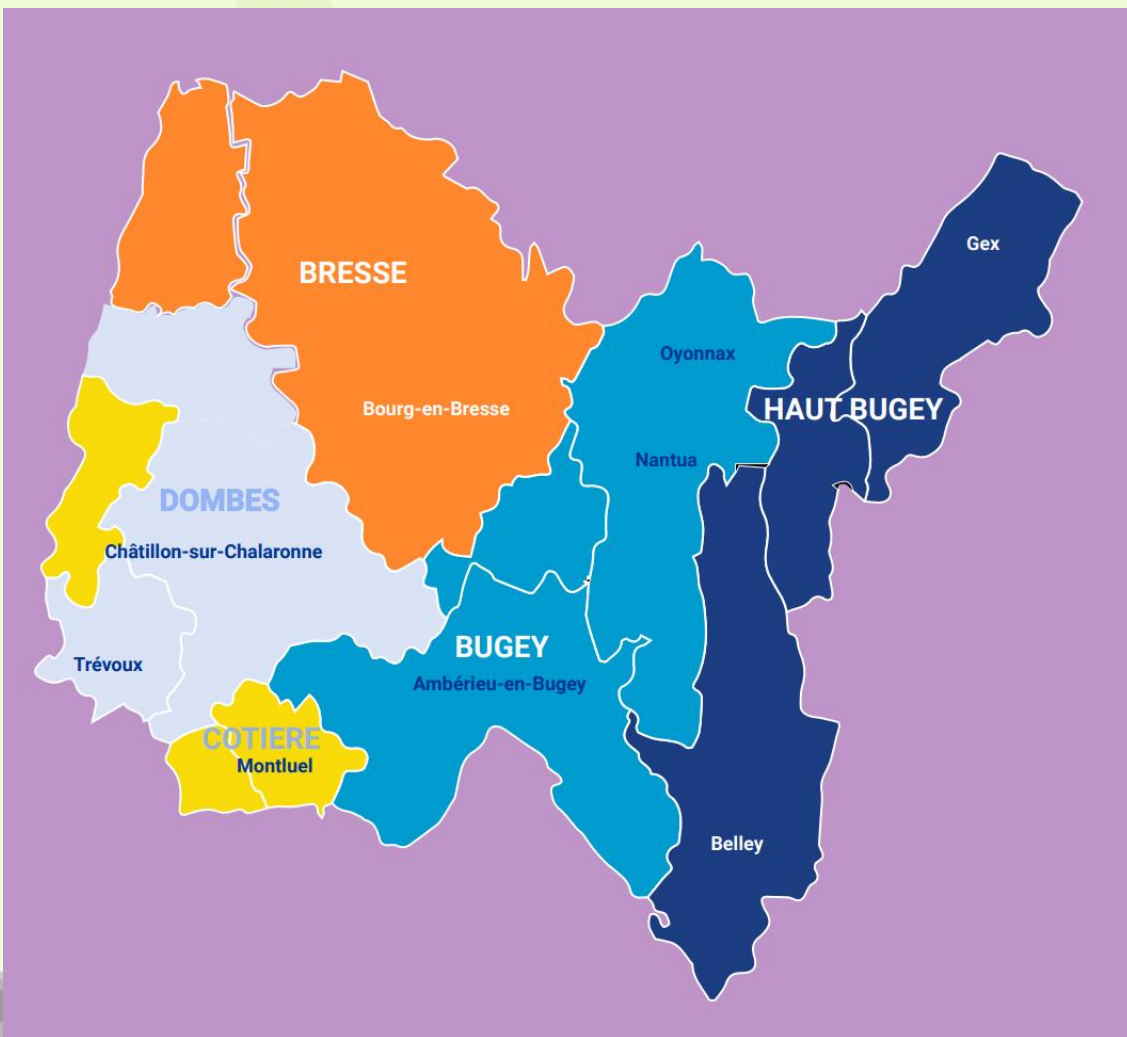 Gex
BRESSE
Oyonnax
Bourg-en-Bresse
HAUT BUGEY
Nantua
DOMBES
Châtillon-sur-Chalaronne
BUGEY
Trévoux
Ambérieu-en-Bugey
COTIERE
Montluel
Belley